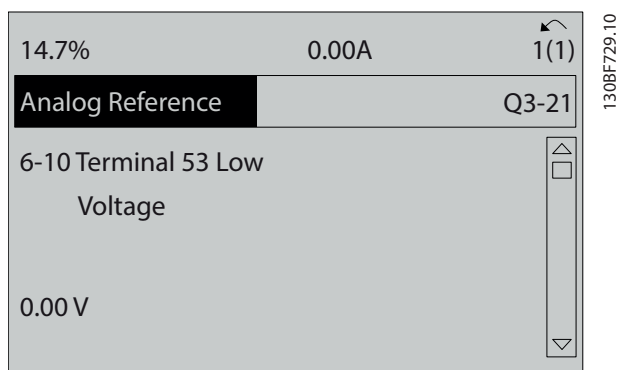 14.7% 0.00A 1(1)
Analog Reference Q3-21
6-10 Terminal 53 Low
Voltage
0.00 V
130BF729.10